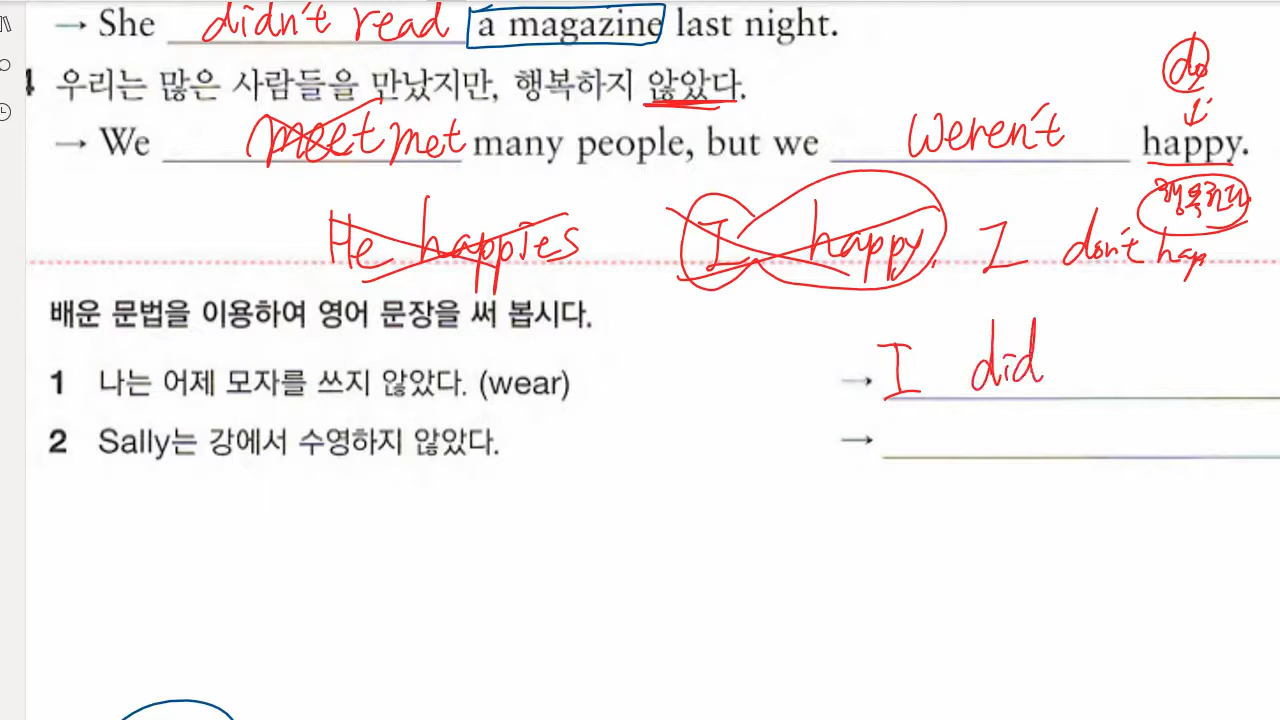 → She didn't read a magazine last night.
4 우리는 많은 사람들을 만났지만, 행복하지 않았다.
do
→ We meet met many people, but we weren't happy.
행복한다
He happies I happy. I don't hap
배운 문법을 이용하여 영어 문장을 써 봅시다.
1 나는 어제 모자를 쓰지 않았다. (wear) → I did
2 Sally는 강에서 수영하지 않았다. →